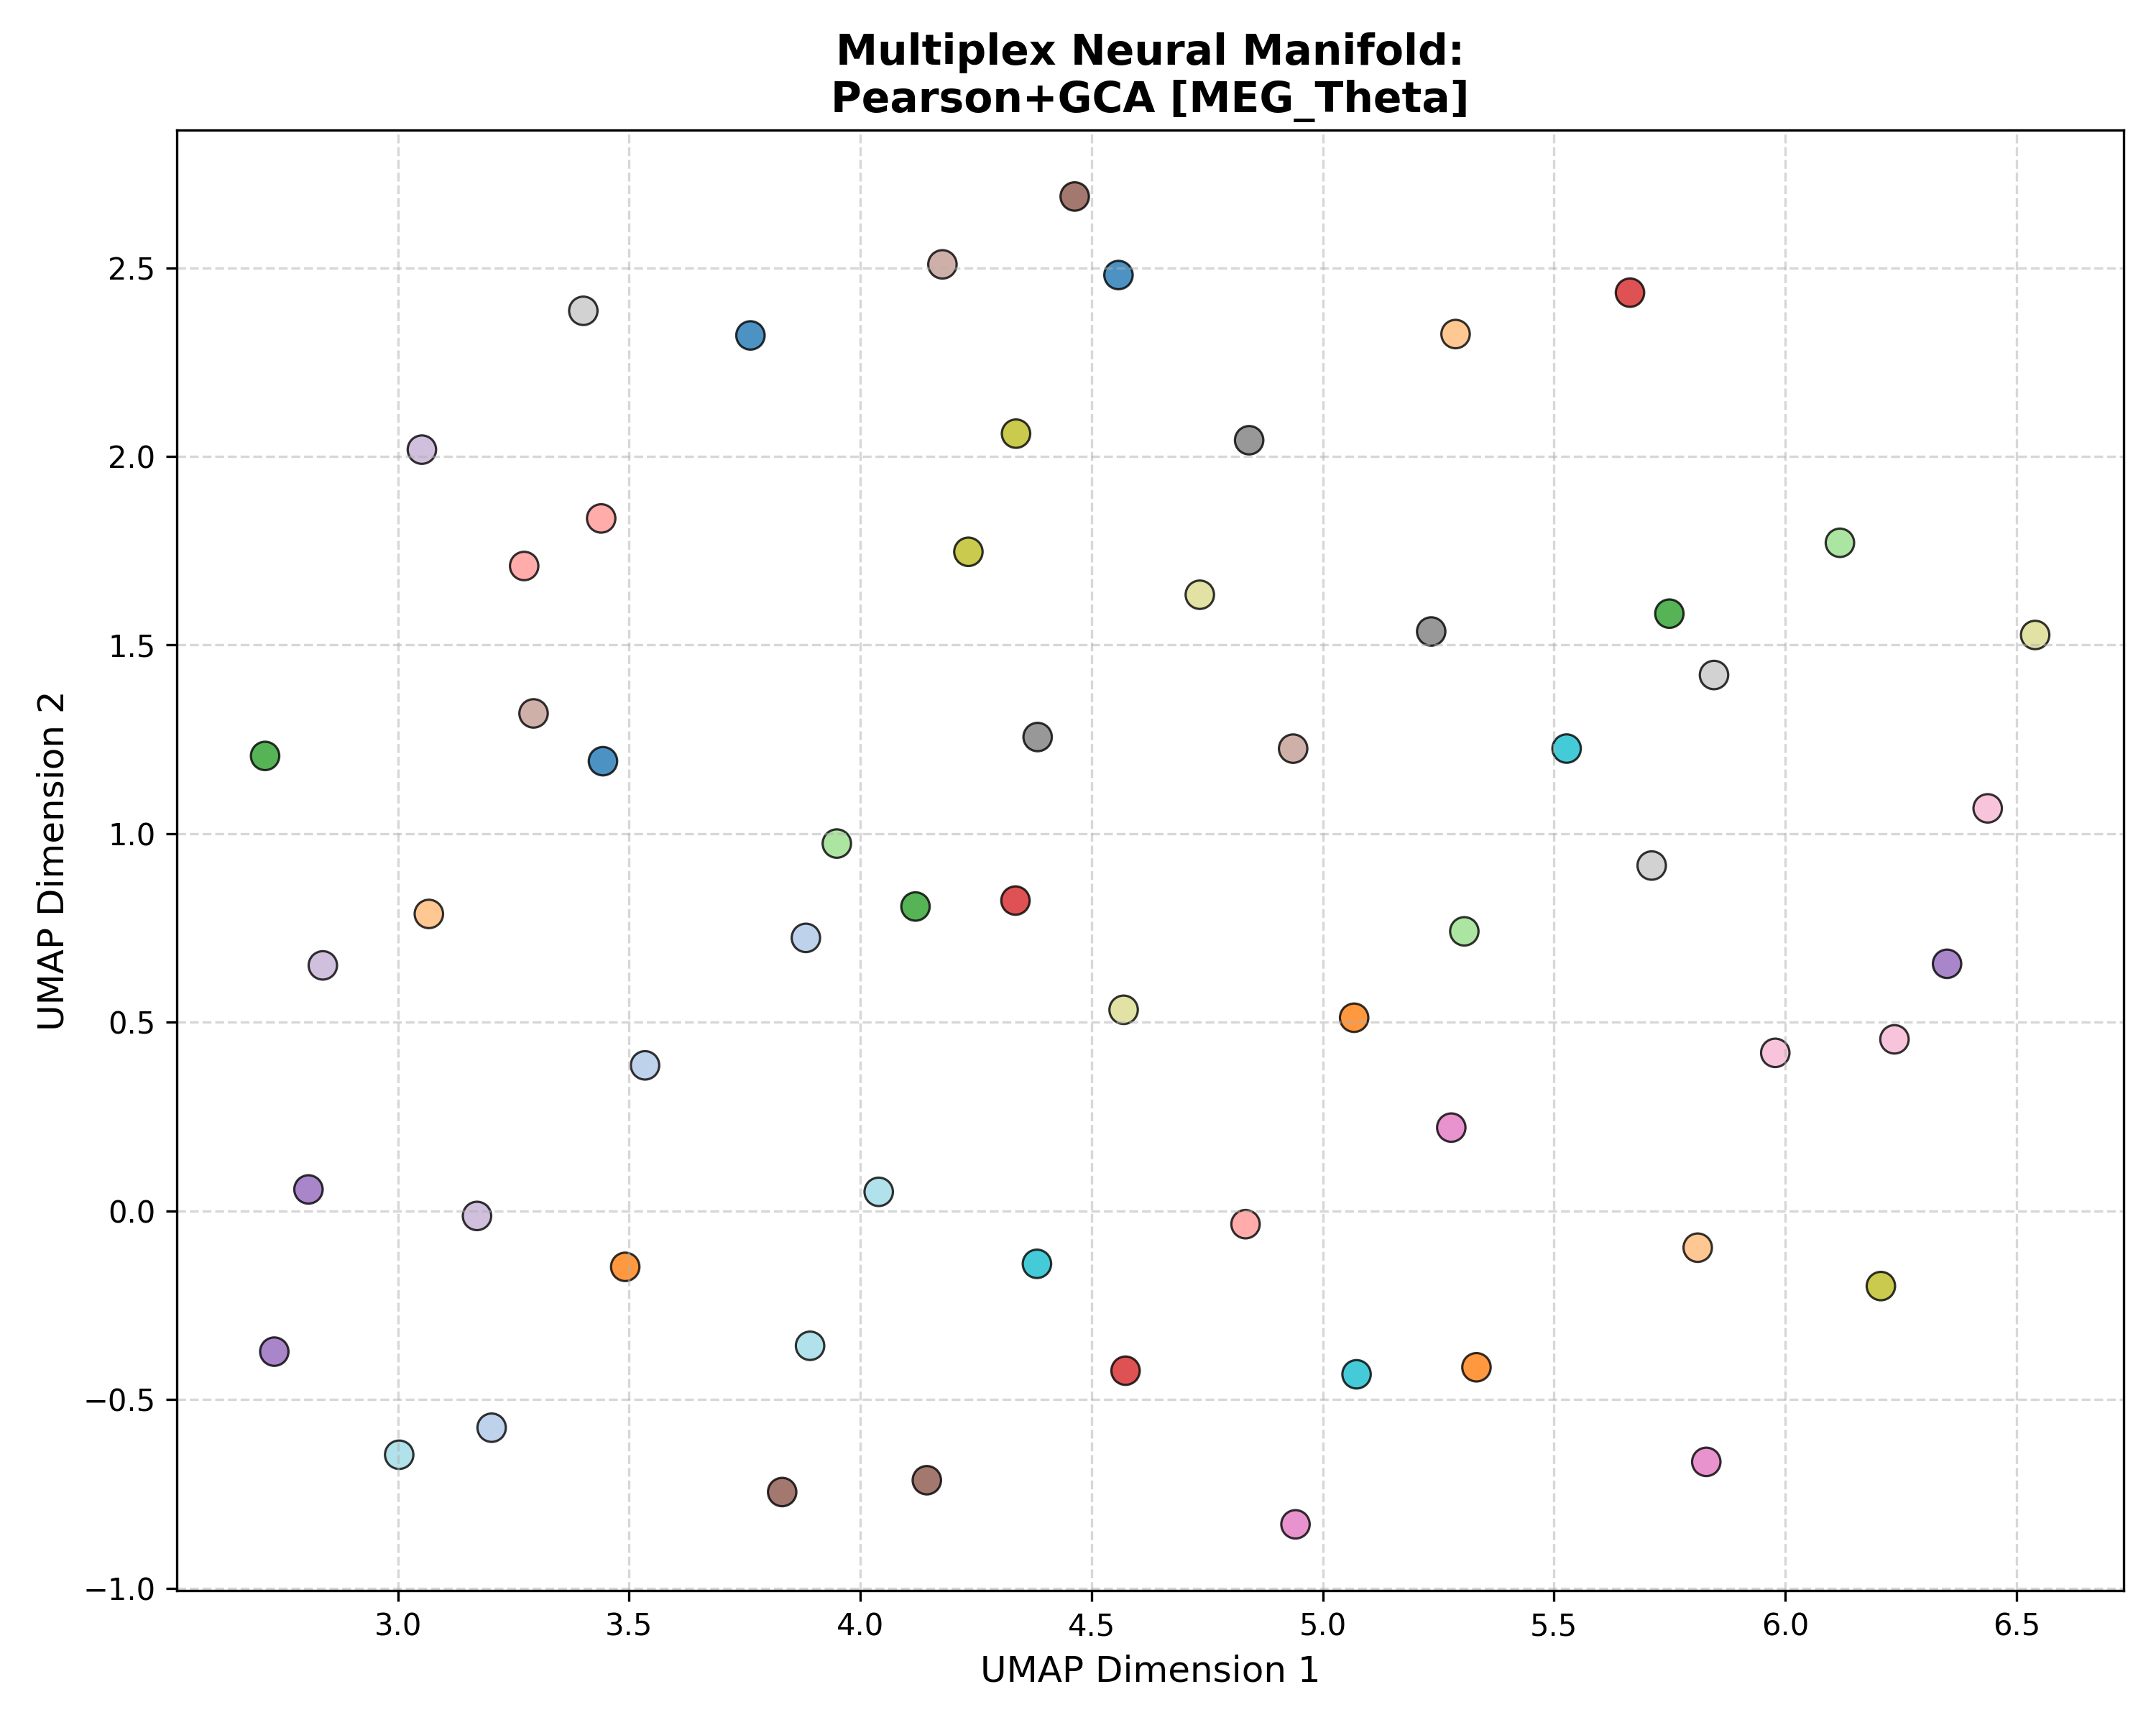 Multiplex Neural Manifold:
Pearson+GCA [MEG_Theta]
2.5
2.0
1.5
1.0
0.5
0.0
−0.5
−1.0
UMAP Dimension 2
3.0 3.5 4.0 4.5 5.0 5.5 6.0 6.5
UMAP Dimension 1